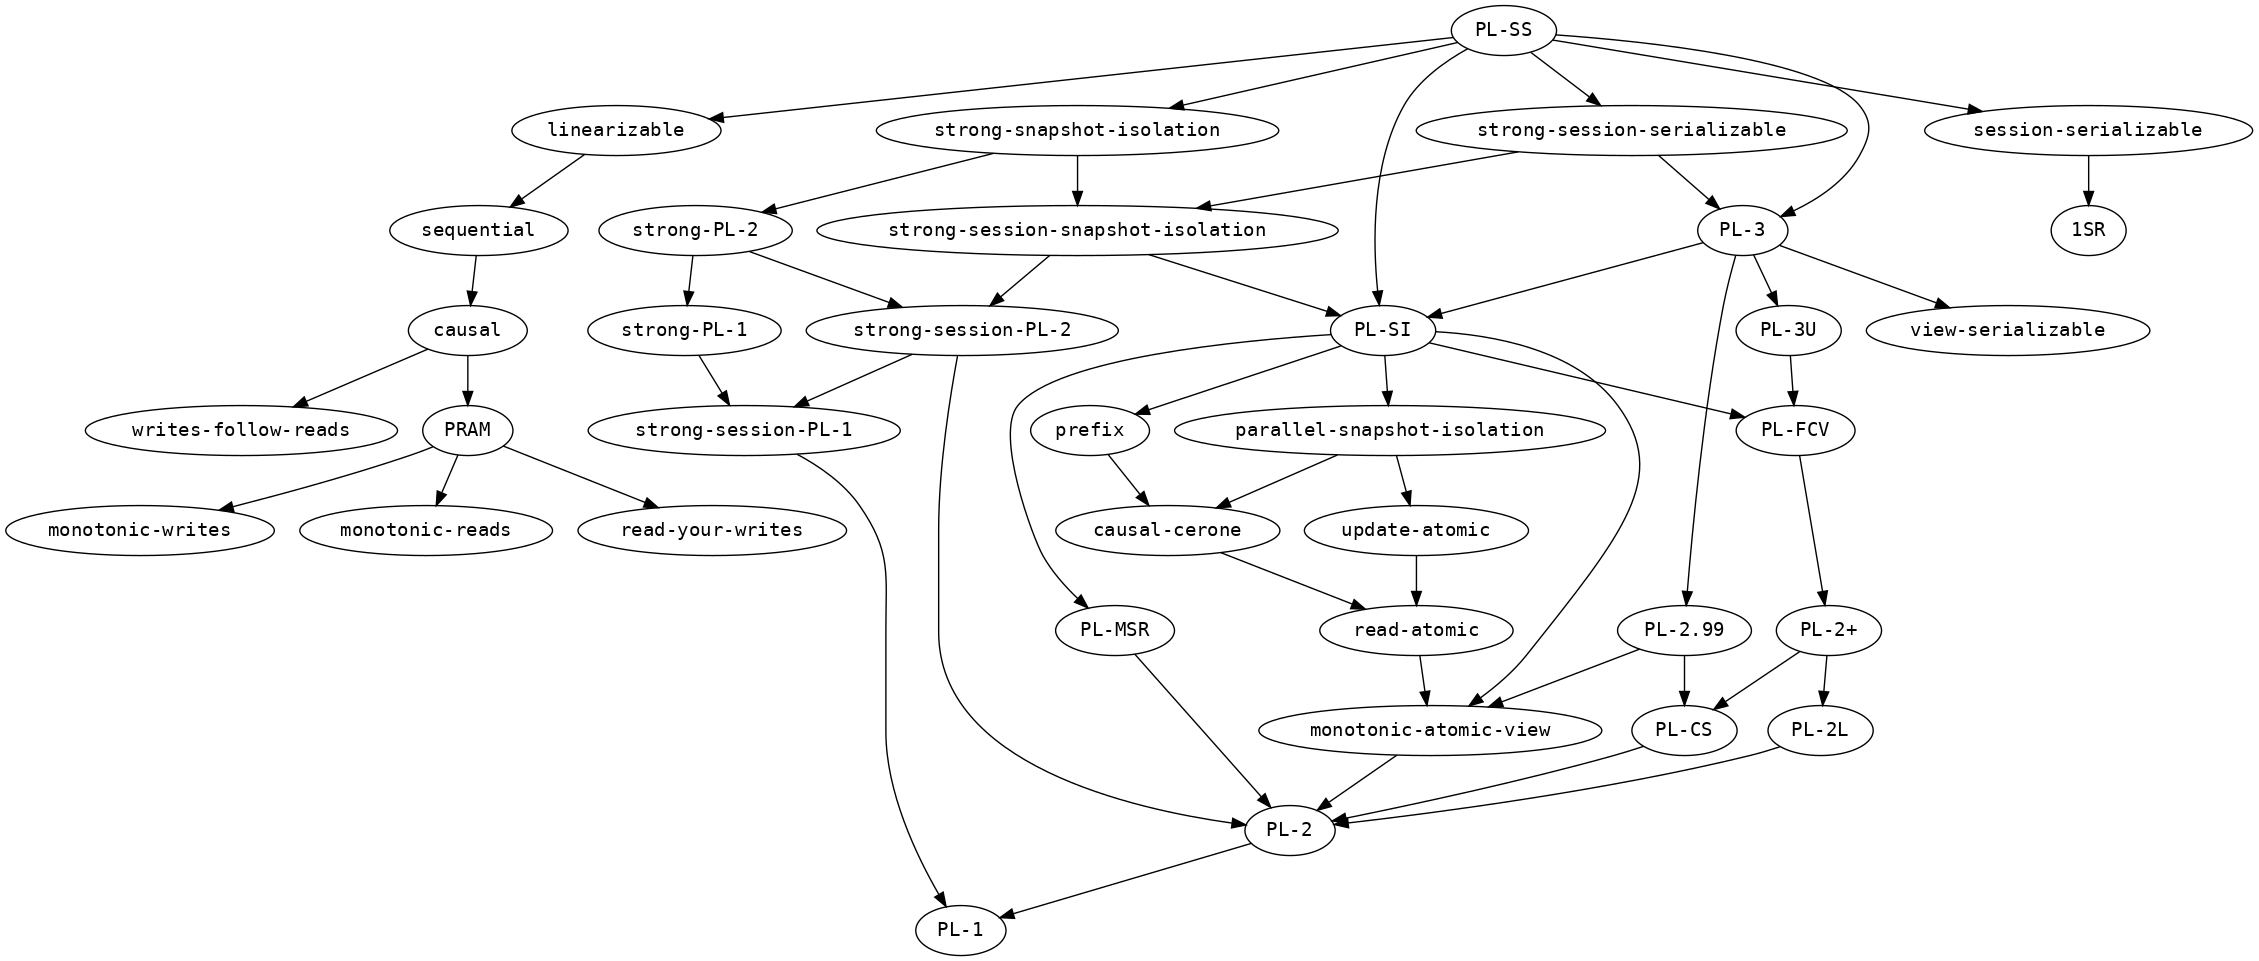 PL-SS
linearizable
strong-snapshot-isolation
strong-session-serializable
session-serializable
sequential
strong-PL-2
strong-session-snapshot-isolation
PL-3
1SR
causal
strong-PL-1
strong-session-PL-2
PL-SI
PL-3U
view-serializable
writes-follow-reads
PRAM
strong-session-PL-1
prefix
parallel-snapshot-isolation
PL-FCV
monotonic-writes
monotonic-reads
read-your-writes
causal-cerone
update-atomic
PL-MSR
read-atomic
PL-2.99
PL-2+
monotonic-atomic-view
PL-CS
PL-2L
PL-2
PL-1